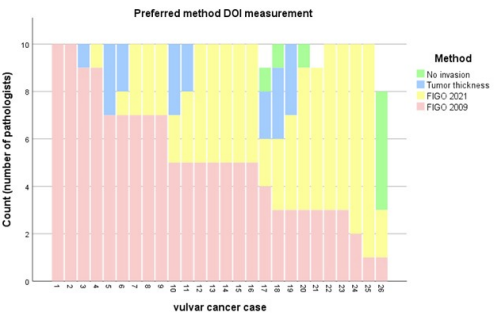 Preferred method DOI measurement
Count (number of pathologists)
10
8
6
4
2
0
1 2 3 4 5 6 7 8 9 10 11 12 13 14 15 16 17 18 19 20 21 22 23 24 25 26
vulvar cancer case
Method
No invasion
Tumor thickness
FIGO 2021
FIGO 2009